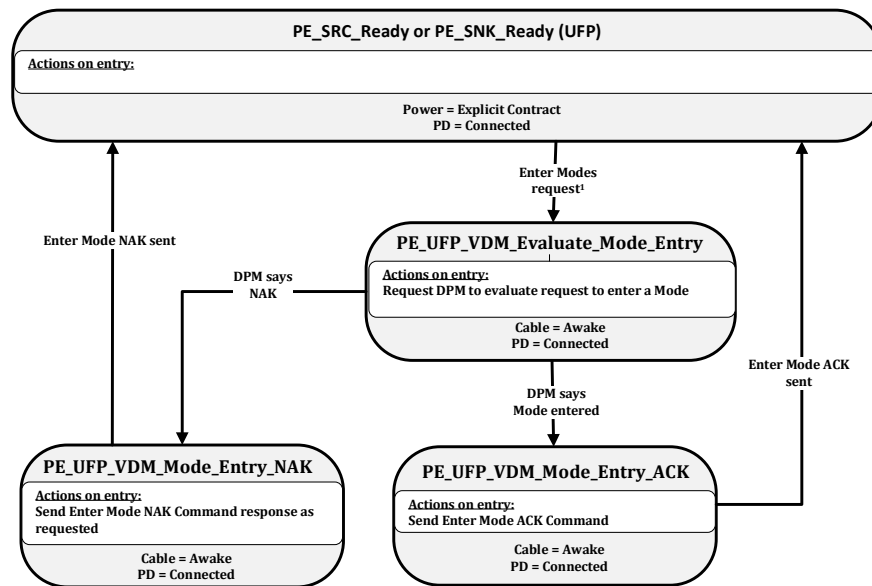 PE_SRC_Ready or PE_SNK_Ready (UFP)
Actions on entry:
Power = Explicit Contract
PD = Connected
Enter Modes
request¹
Enter Mode NAK sent
PE_UFP_VDM_Evaluate_Mode_Entry
Actions on entry:
Request DPM to evaluate request to enter a Mode
Cable = Awake
PD = Connected
DPM says
NAK
Enter Mode ACK
sent
DPM says
Mode entered
PE_UFP_VDM_Mode_Entry_NAK
Actions on entry:
Send Enter Mode NAK Command response as
requested
Cable = Awake
PD = Connected
PE_UFP_VDM_Mode_Entry_ACK
Actions on entry:
Send Enter Mode ACK Command
Cable = Awake
PD = Connected